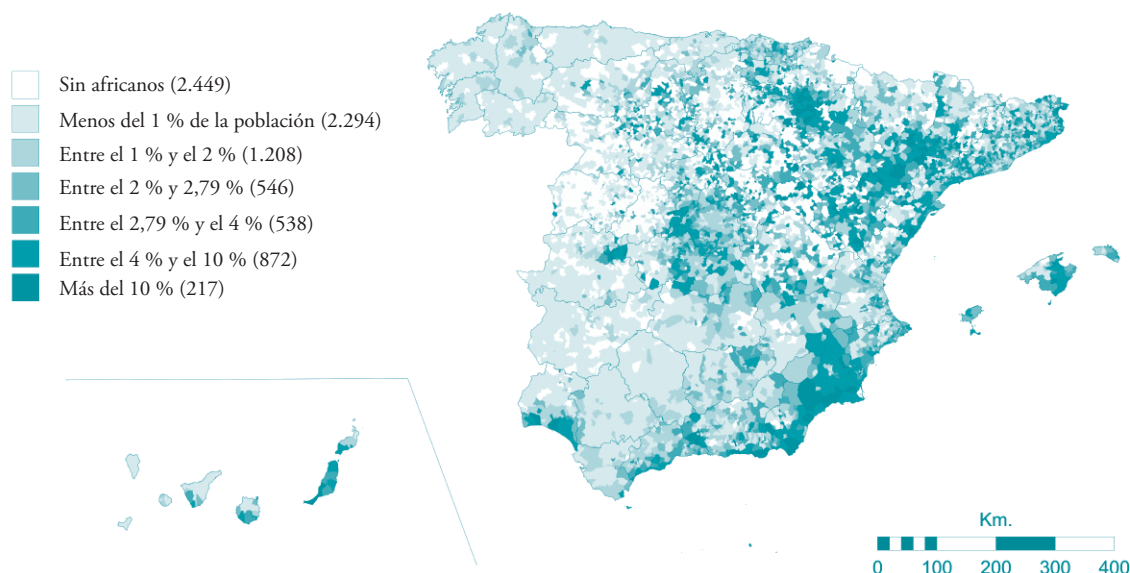 Sin africanos (2.449)
Menos del 1 % de la población (2.294)
Entre el 1 % y el 2 % (1.208)
Entre el 2 % y 2,79 % (546)
Entre el 2,79 % y el 4 % (538)
Entre el 4 % y el 10 % (872)
Más del 10 % (217)
Km.
0 100 200 300 400